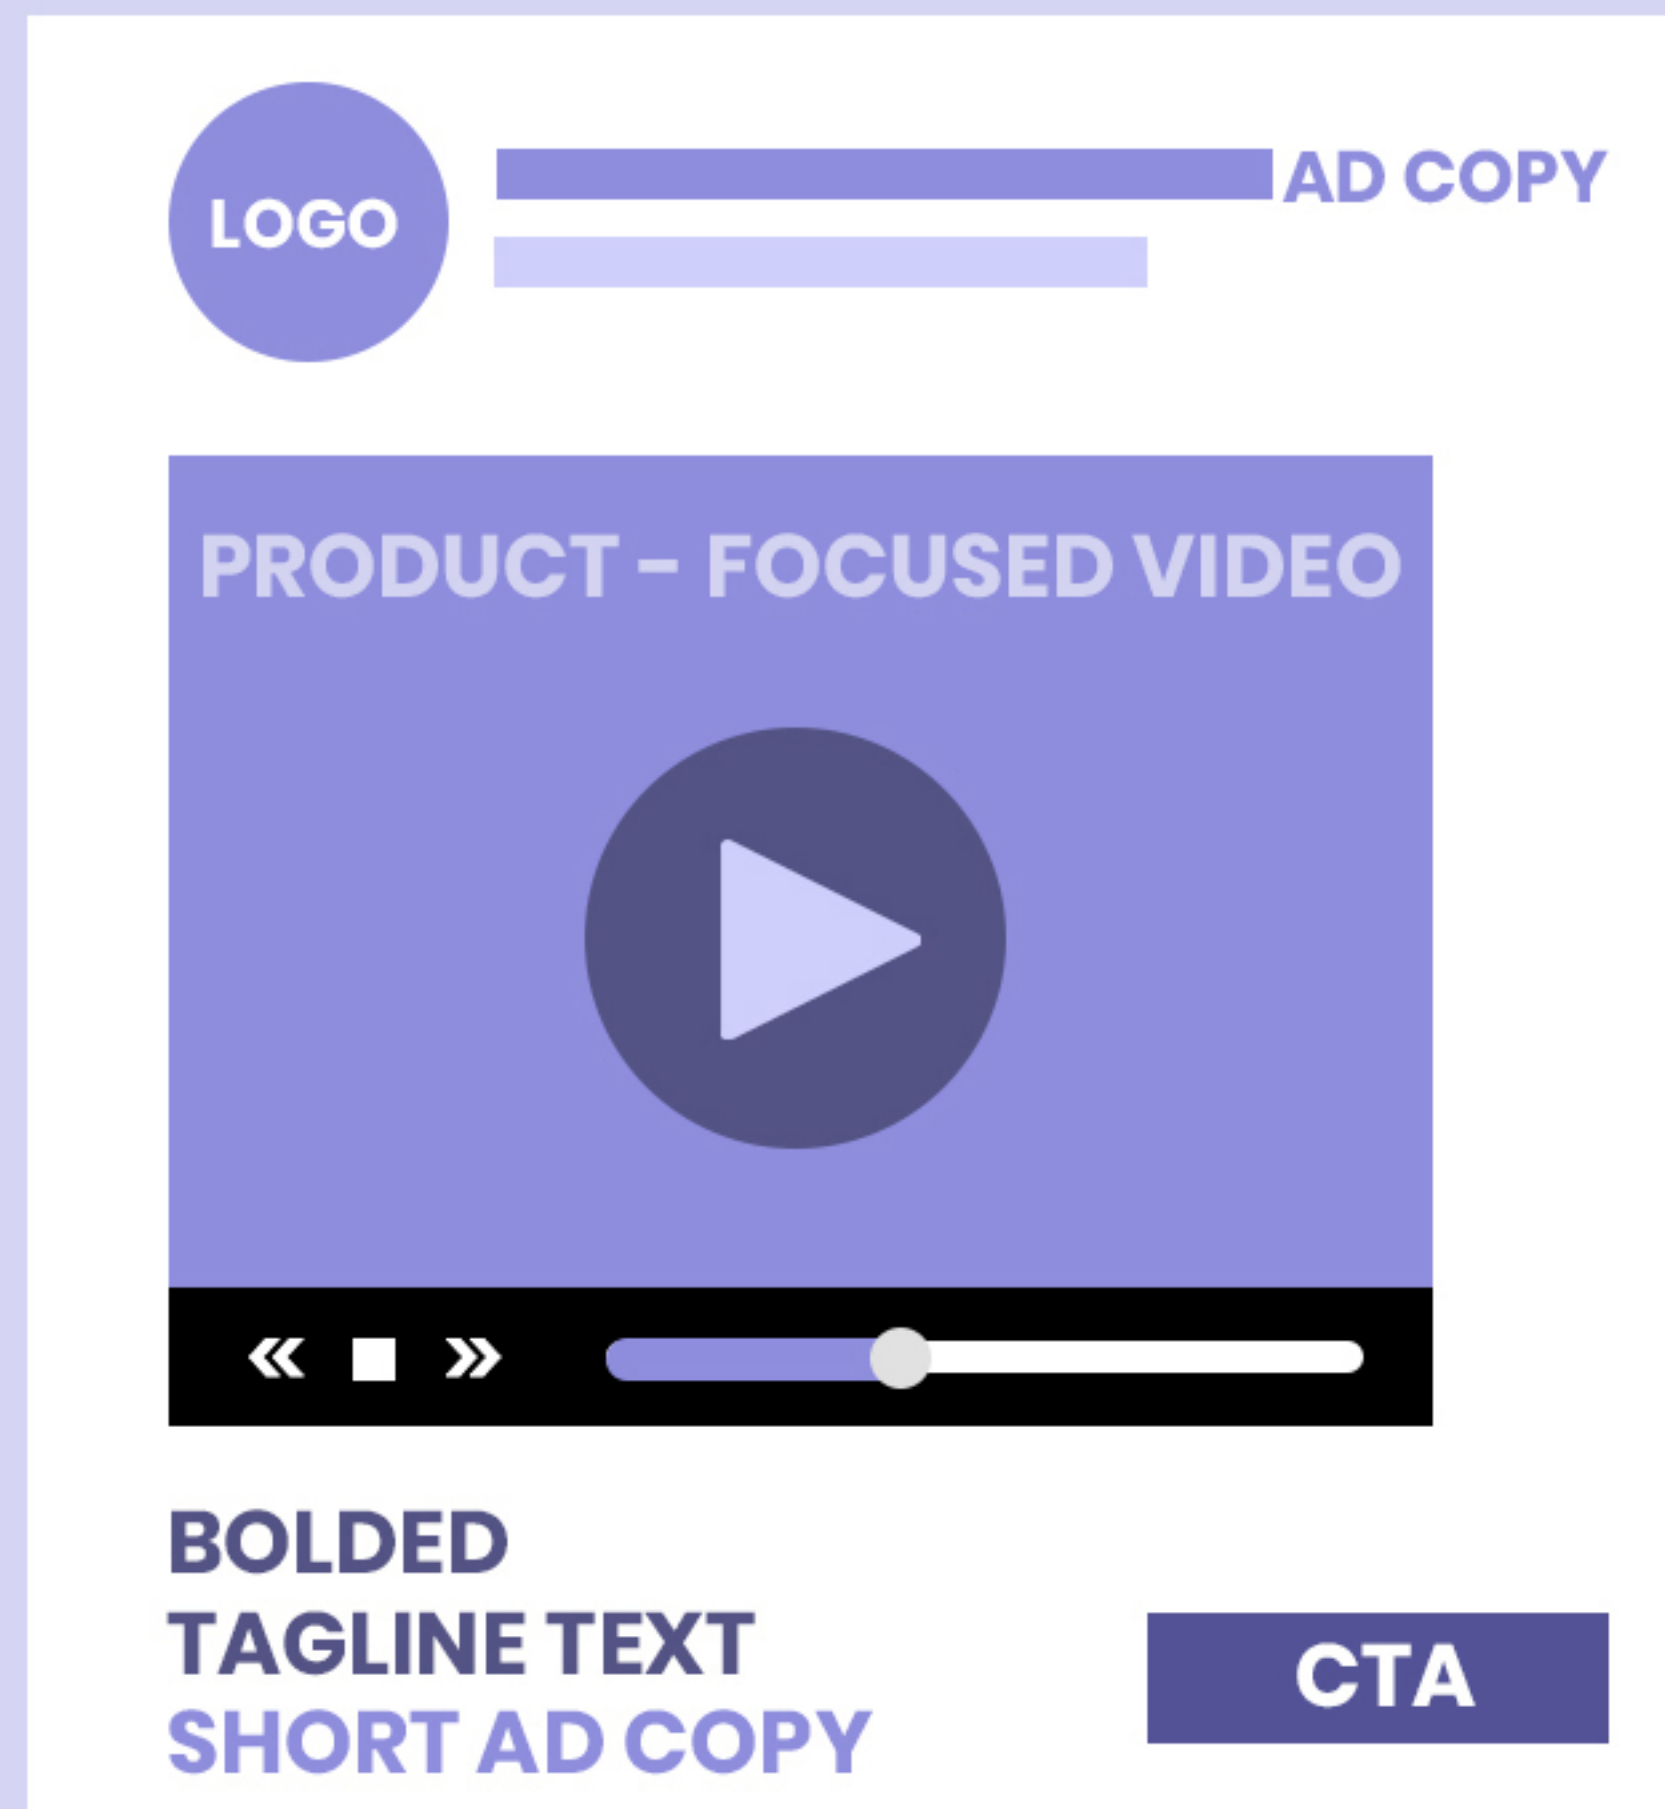 LOGO
AD COPY
PRODUCT - FOCUSED VIDEO
BOLDED
TAGLINE TEXT
SHORT AD COPY
CTA